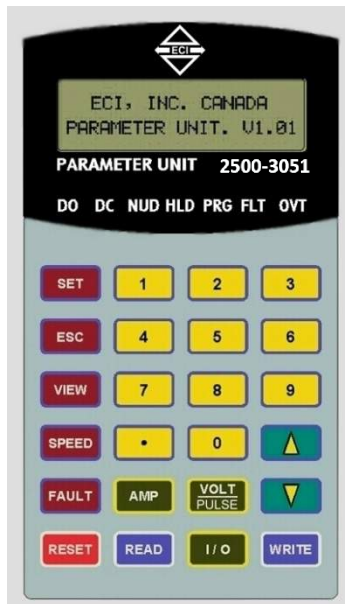 ECI
ECI, INC. CANADA
PARAMETER UNIT. V1.01
PARAMETER UNIT 2500-3051
DO DC NUD HLD PRG FLT OVT
SET 1 2 3
ESC 4 5 6
VIEW 7 8 9
SPEED • 0
FAULT AMP VOLT
PULSE
RESET READ I/O WRITE